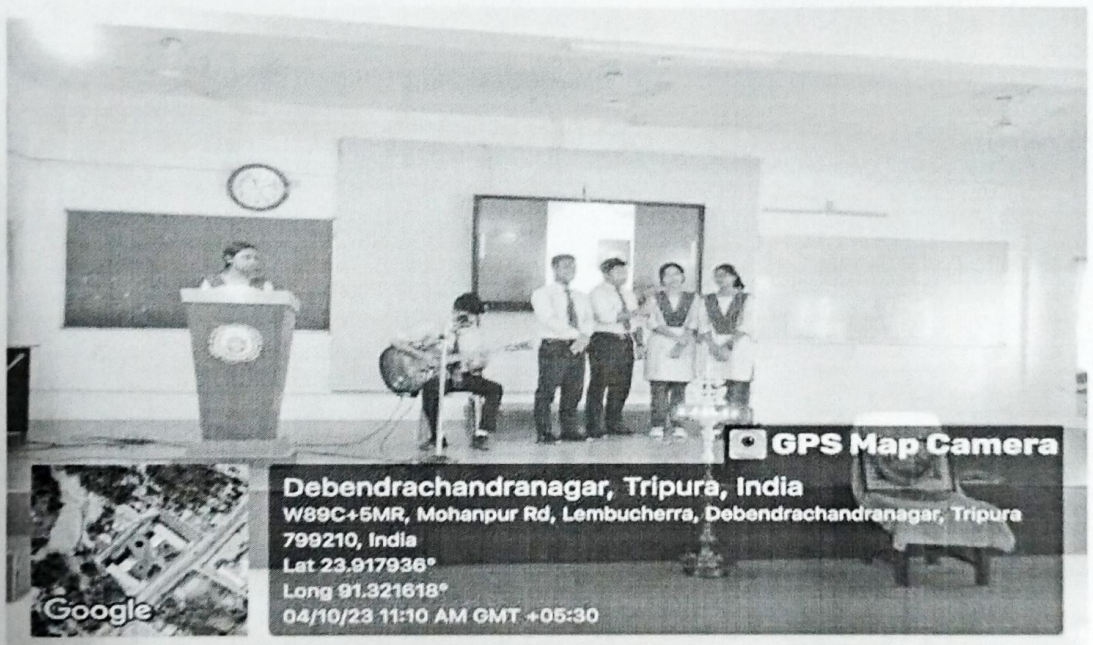 GPS Map Camera
Debendrachandranagar, Tripura, India
W89C+5MR, Mohanpur Rd, Lembucherra, Debendrachandranagar, Tripura
799210, India
Lat 23.917936°
Long 91.321618°
04/10/23 11:10 AM GMT +05:30
Google